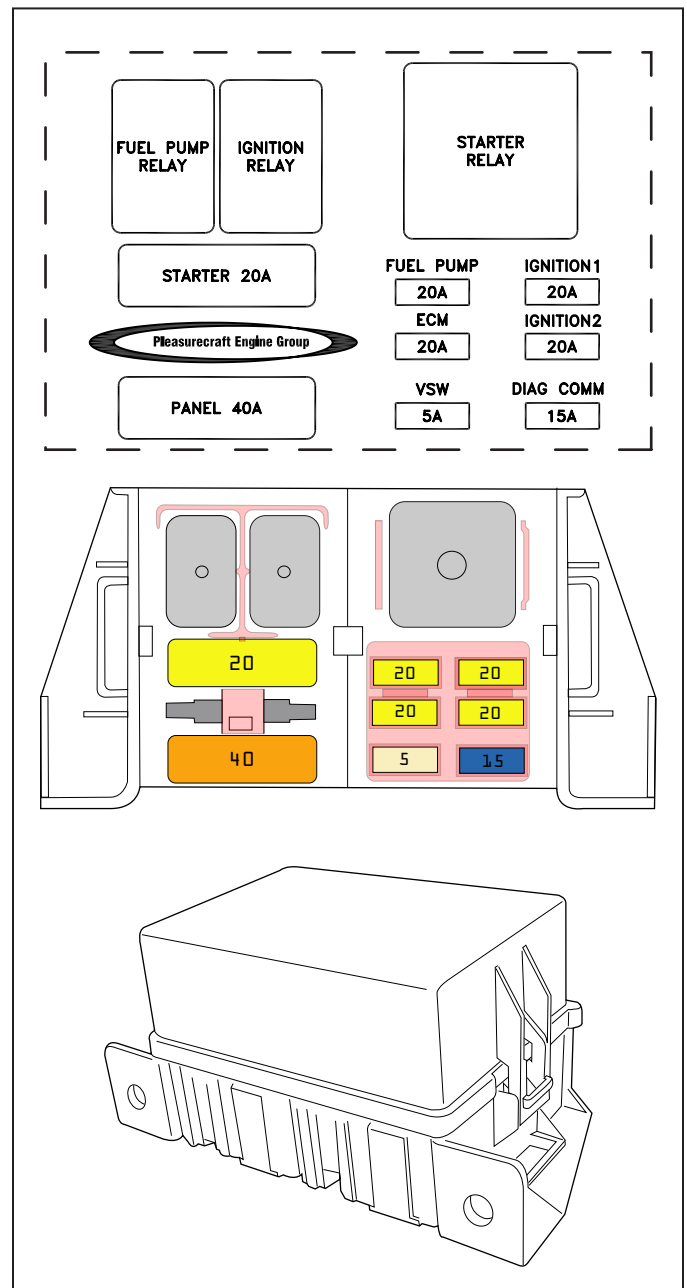 FUEL PUMP
RELAY
IGNITION
RELAY
STARTER
RELAY
STARTER 20A
FUEL PUMP
20A
IGNITION1
20A
Pleasurecraft Engine Group
ECM
20A
IGNITION2
20A
PANEL 40A
VSW
5A
DIAG COMM
15A
20
20
20
20
20
40
5
15